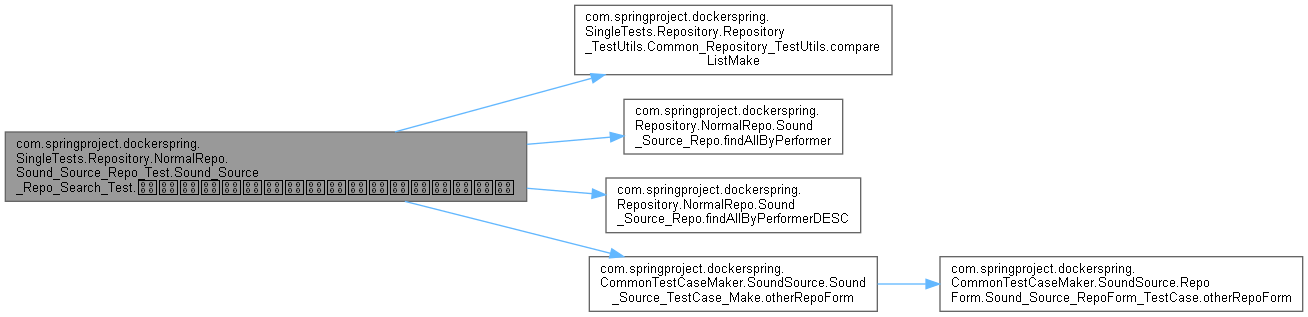 com.springproject.dockerspring.
SingleTests.Repository.Repository
_TestUtils.Common_Repository_TestUtils.compare
ListMake
com.springproject.dockerspring.
Repository.NormalRepo.Sound
_Source_Repo.findAllByPerformer
com.springproject.dockerspring.
SingleTests.Repository.NormalRepo.
Sound_Source_Repo_Test.Sound_Source
_Repo_Search_Test.
com.springproject.dockerspring.
Repository.NormalRepo.Sound
_Source_Repo.findAllByPerformerDESC
com.springproject.dockerspring.
CommonTestCaseMaker.SoundSource.Sound
_Source_TestCase_Make.otherRepoForm
com.springproject.dockerspring.
CommonTestCaseMaker.SoundSource.Repo
Form.Sound_Source_RepoForm_TestCase.otherRepoForm